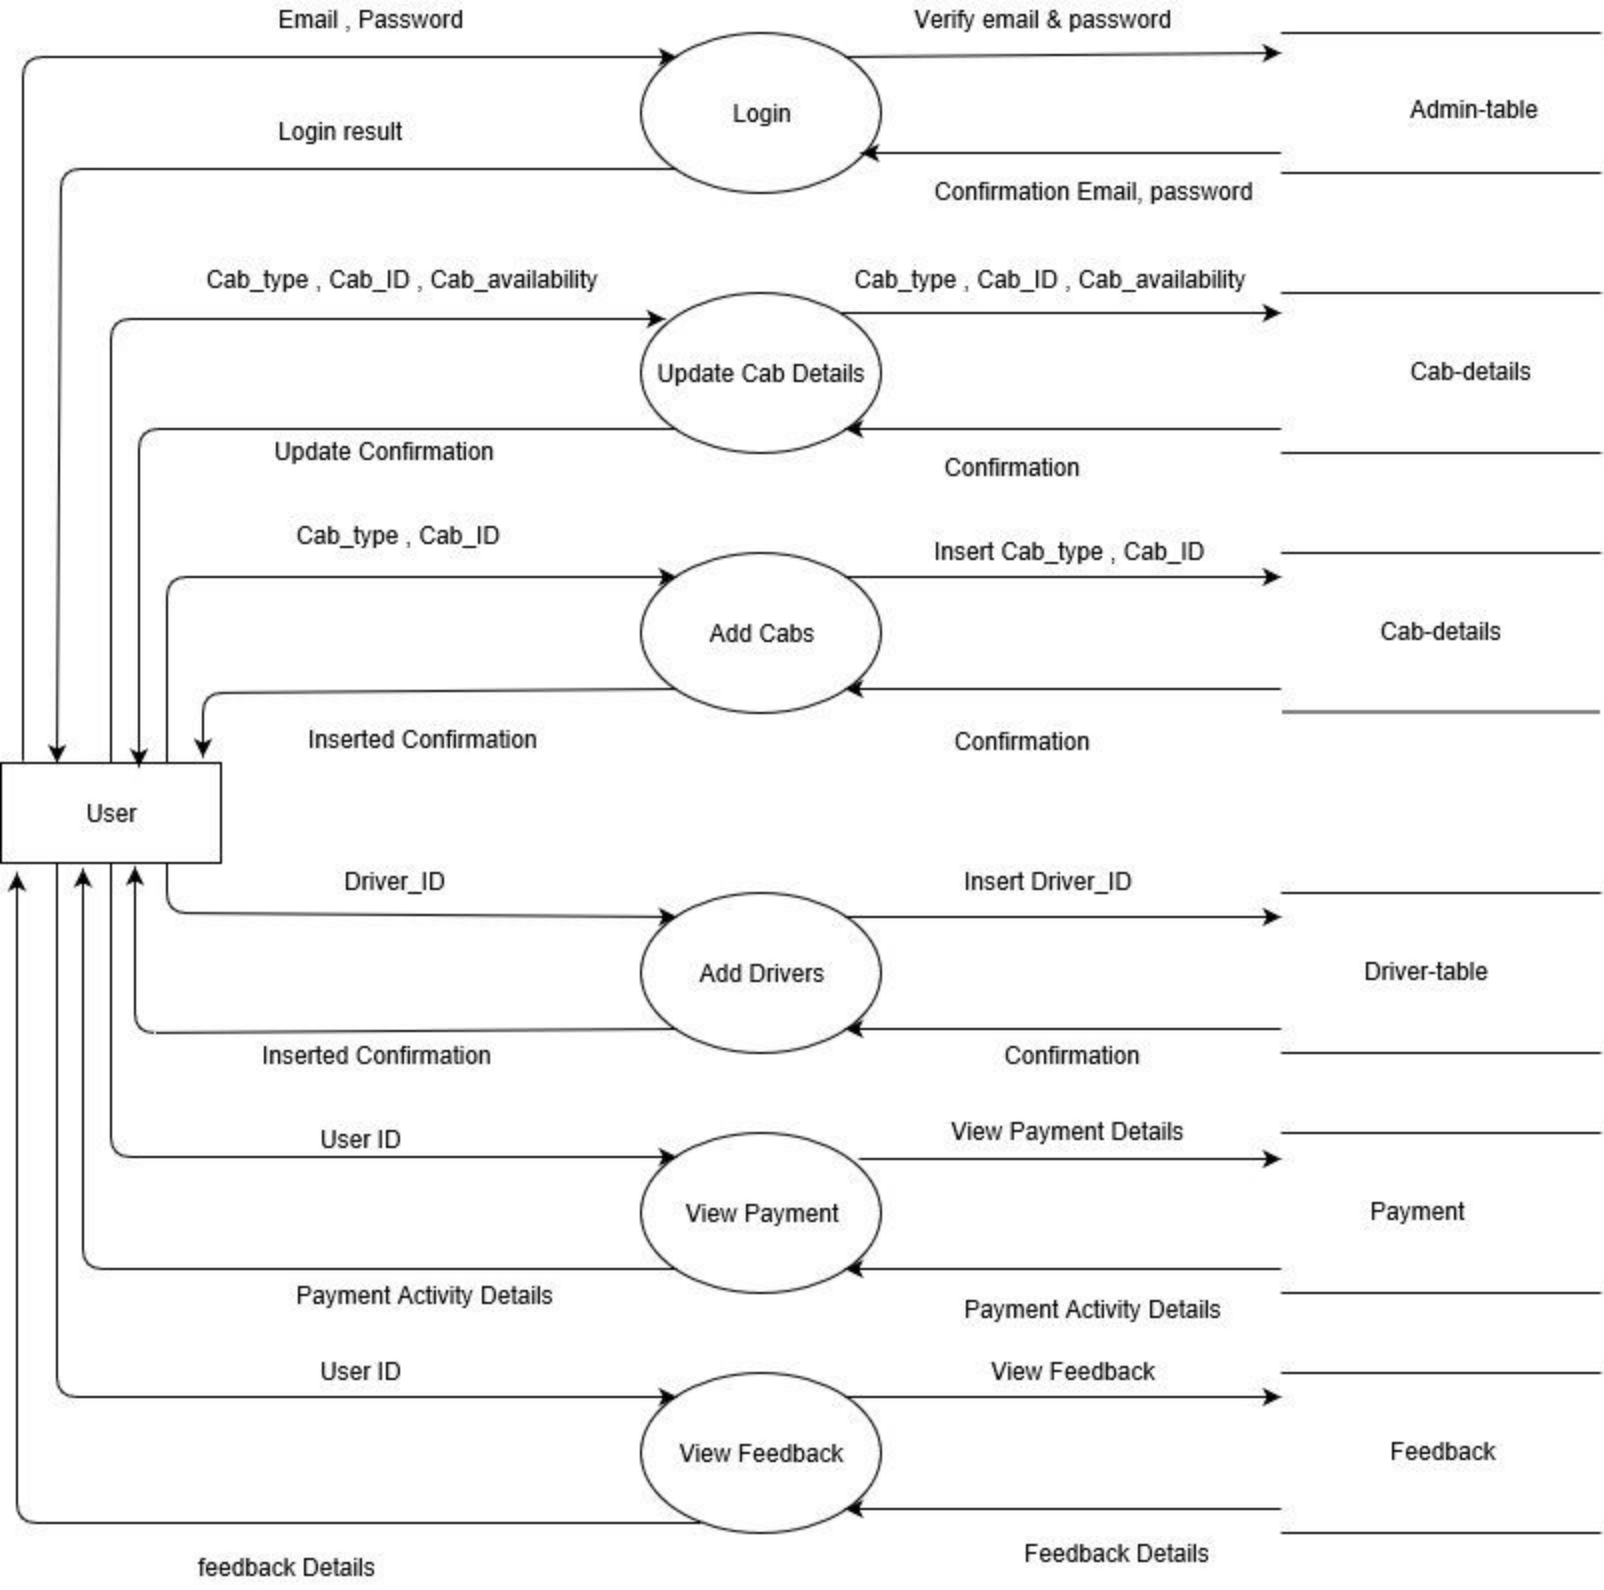 Email , Password
Verify email & password
Login
Admin-table
Login result
Confirmation Email, password
Cab_type , Cab_ID , Cab_availability
Cab_type , Cab_ID , Cab_availability
Update Cab Details
Cab-details
Update Confirmation
Confirmation
Cab_type , Cab_ID
Insert Cab_type , Cab_ID
Add Cabs
Cab-details
Inserted Confirmation
Confirmation
User
Driver_ID
Insert Driver_ID
Add Drivers
Driver-table
Inserted Confirmation
Confirmation
User ID
View Payment Details
View Payment
Payment
Payment Activity Details
Payment Activity Details
User ID
View Feedback
View Feedback
Feedback
feedback Details
Feedback Details